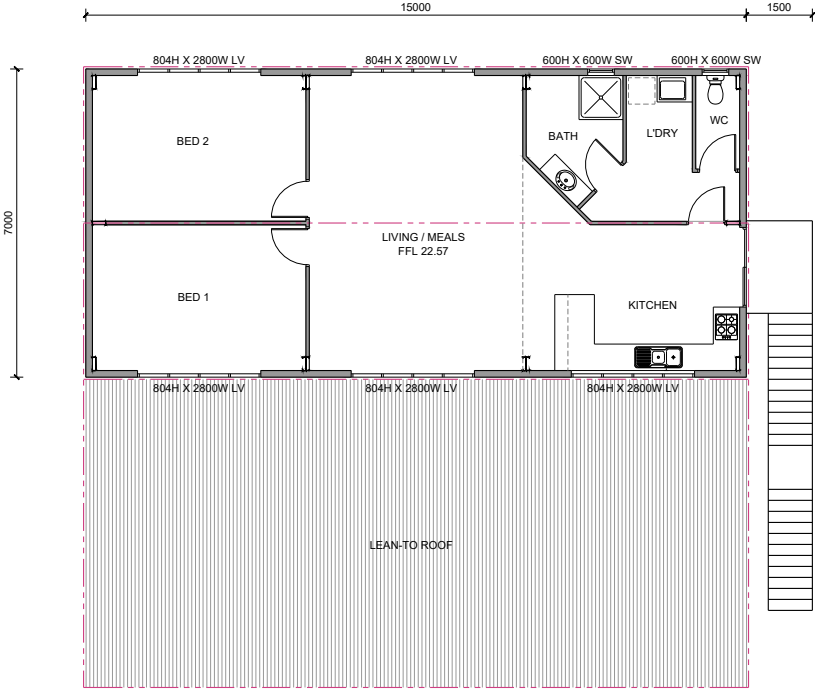 15000
1500
804H X 2800W LV
804H X 2800W LV
600H X 600W SW
600H X 600W SW
7000
BED 2
BATH
L'DRY
WC
LIVING / MEALS
FFL 22.57
BED 1
KITCHEN
804H X 2800W LV
804H X 2800W LV
804H X 2800W LV
LEAN-TO ROOF